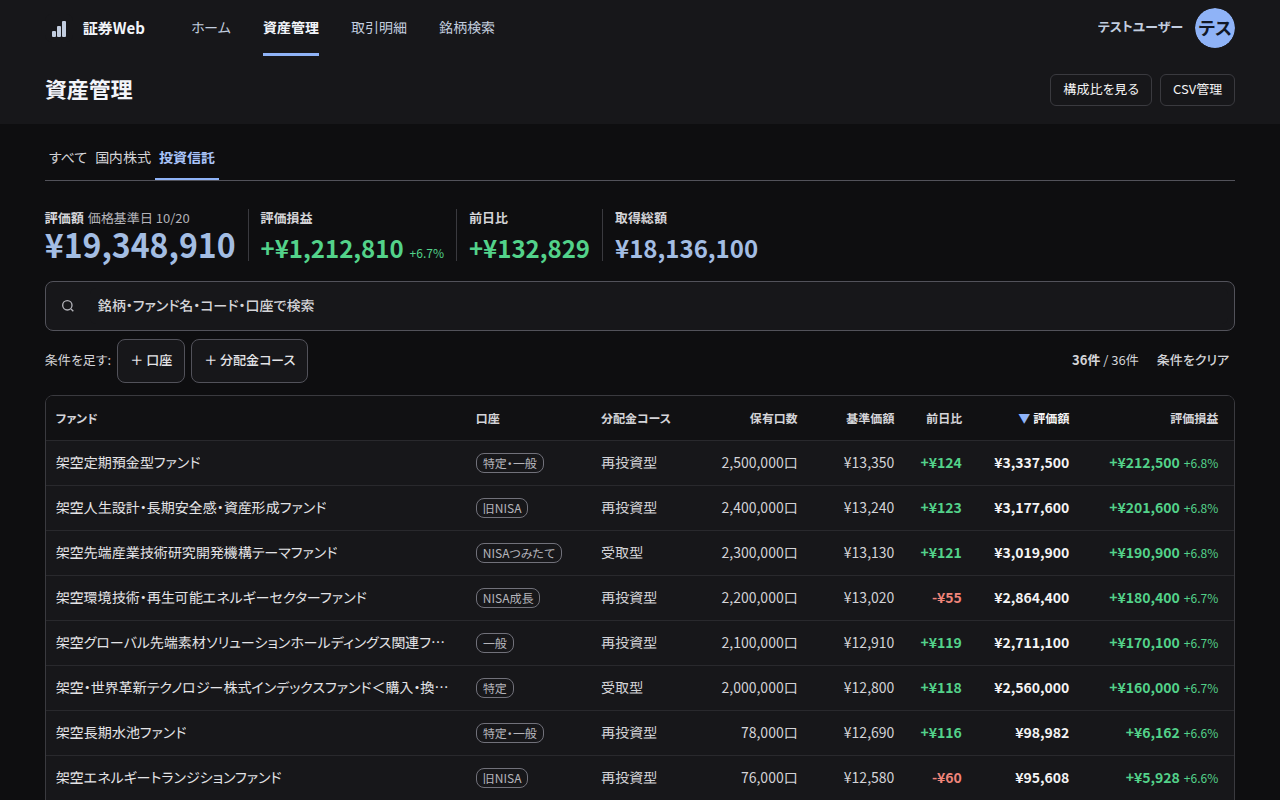 証券Web ホーム 資産管理 取引明細 銘柄検索 テストユーザー テス
資産管理 構成比を見る CSV管理
すべて 国内株式 投資信託
評価額 価格基準日 10/20 評価損益 前日比 取得総額
¥19,348,910 +¥1,212,810 +6.7% +¥132,829 ¥18,136,100
銘柄・ファンド名・コード・口座で検索
条件を足す: ＋ 口座 ＋ 分配金コース 36件 / 36件 条件をクリア
ファンド 口座 分配金コース 保有口数 基準価額 前日比 ▼ 評価額 評価損益
架空定期預金型ファンド 特定・一般 再投資型 2,500,000口 ¥13,350 +¥124 ¥3,337,500 +¥212,500 +6.8%
架空人生設計・長期安全感・資産形成ファンド 旧NISA 再投資型 2,400,000口 ¥13,240 +¥123 ¥3,177,600 +¥201,600 +6.8%
架空先端産業技術研究開発機構テーマファンド NISAつみたて 受取型 2,300,000口 ¥13,130 +¥121 ¥3,019,900 +¥190,900 +6.8%
架空環境技術・再生可能エネルギーセクターファンド NISA成長 再投資型 2,200,000口 ¥13,020 -¥55 ¥2,864,400 +¥180,400 +6.7%
架空グローバル先端素材ソリューションホールディングス関連フ… 一般 再投資型 2,100,000口 ¥12,910 +¥119 ¥2,711,100 +¥170,100 +6.7%
架空・世界革新テクノロジー株式インデックスファンド＜購入・換… 特定 受取型 2,000,000口 ¥12,800 +¥118 ¥2,560,000 +¥160,000 +6.7%
架空長期水池ファンド 特定・一般 再投資型 78,000口 ¥12,690 +¥116 ¥98,982 +¥6,162 +6.6%
架空エネルギートランジションファンド 旧NISA 再投資型 76,000口 ¥12,580 -¥60 ¥95,608 +¥5,928 +6.6%